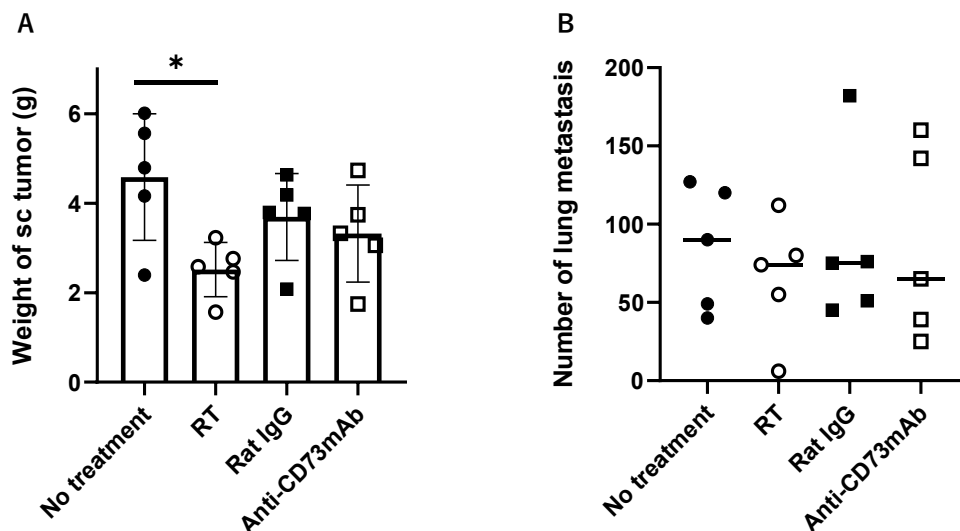 A
Weight of sc tumor (g)
6
4
2
0
*
No treatment
RT
Rat IgG
Anti-CD73mAb
B
Number of lung metastasis
200
150
100
50
0
No treatment
RT
Rat IgG
Anti-CD73mAb